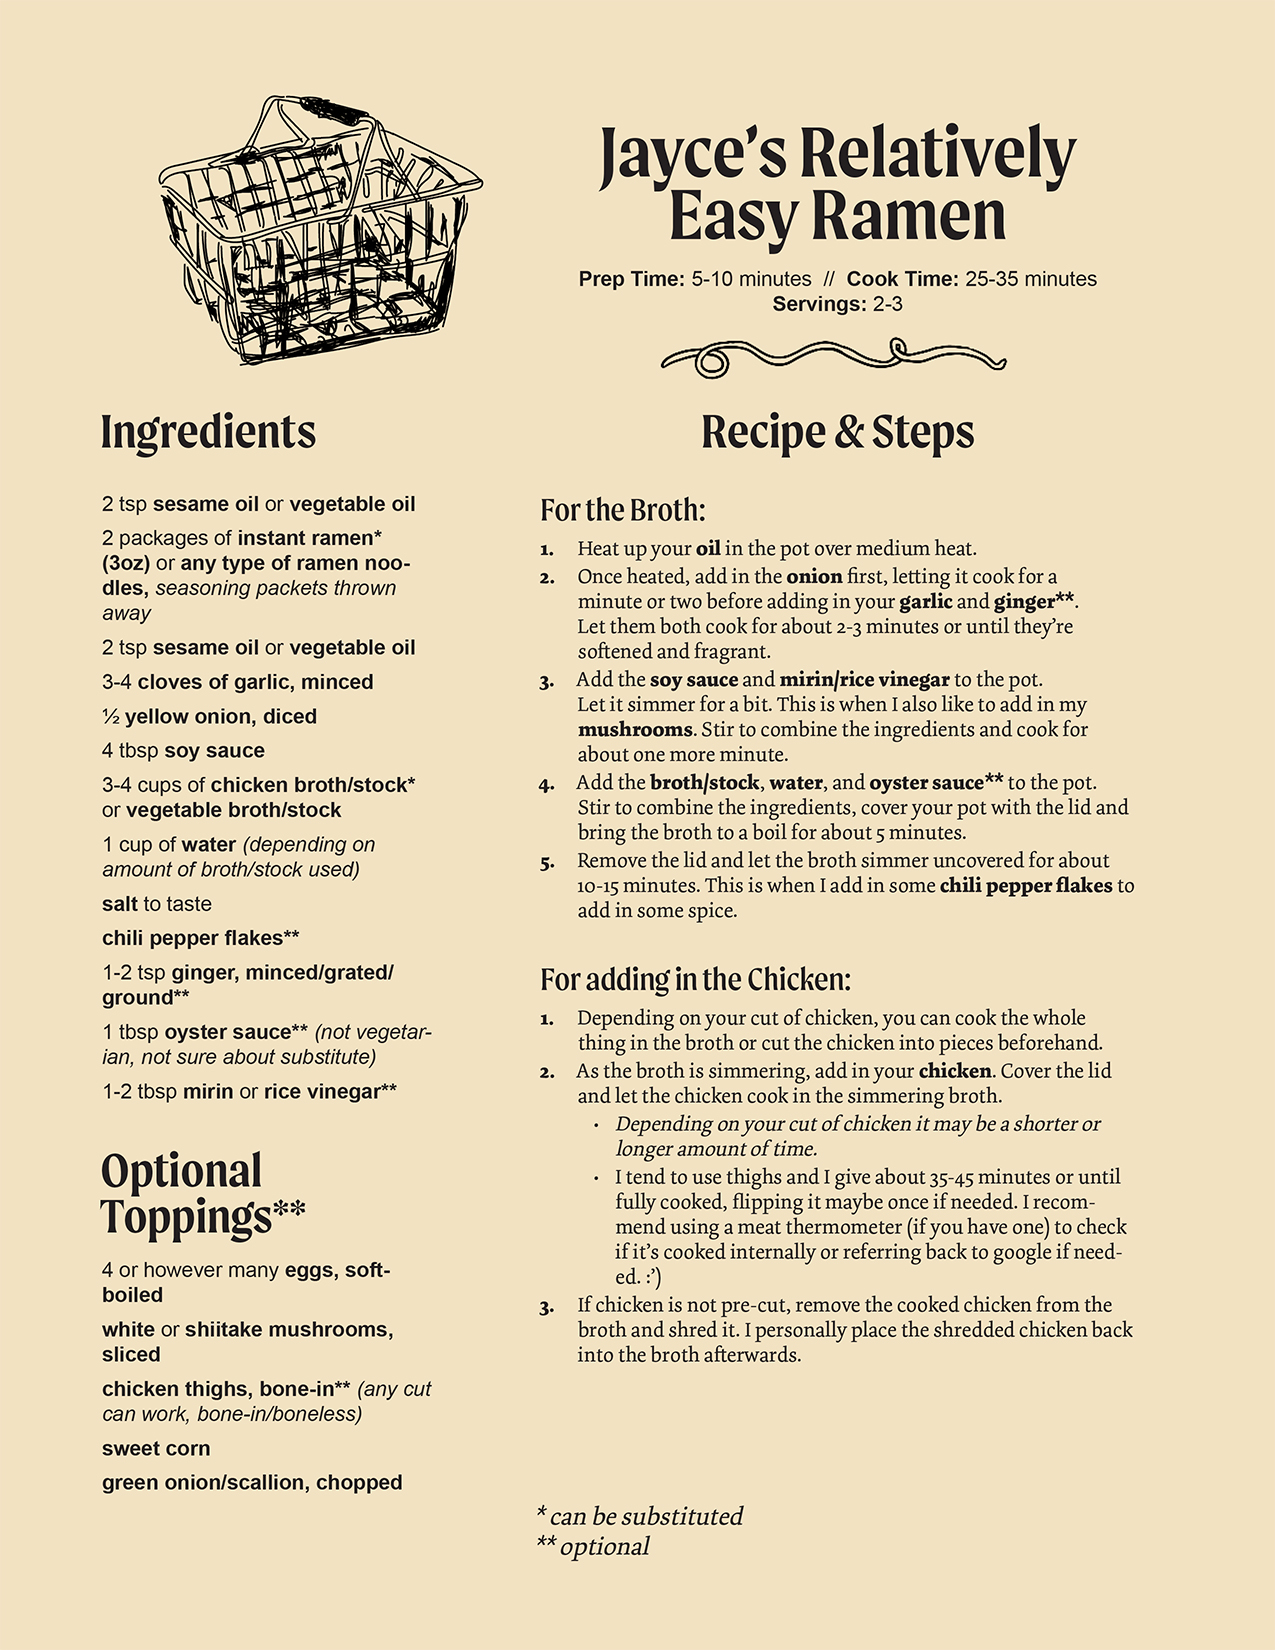 Jayce’s Relatively
Easy Ramen
Prep Time: 5-10 minutes // Cook Time: 25-35 minutes
Servings: 2-3
Ingredients
2 tsp sesame oil or vegetable oil
2 packages of instant ramen*
(3oz) or any type of ramen noo-
dles, seasoning packets thrown
away
2 tsp sesame oil or vegetable oil
3-4 cloves of garlic, minced
½ yellow onion, diced
4 tbsp soy sauce
3-4 cups of chicken broth/stock*
or vegetable broth/stock
1 cup of water (depending on
amount of broth/stock used)
salt to taste
chili pepper flakes**
1-2 tsp ginger, minced/grated/
ground**
1 tbsp oyster sauce** (not vegetar-
ian, not sure about substitute)
1-2 tbsp mirin or rice vinegar**
Optional
Toppings**
4 or however many eggs, soft-
boiled
white or shiitake mushrooms,
sliced
chicken thighs, bone-in** (any cut
can work, bone-in/boneless)
sweet corn
green onion/scallion, chopped
Recipe & Steps
For the Broth:
1. Heat up your oil in the pot over medium heat.
2. Once heated, add in the onion first, letting it cook for a
minute or two before adding in your garlic and ginger**.
Let them both cook for about 2-3 minutes or until they’re
softened and fragrant.
3. Add the soy sauce and mirin/rice vinegar to the pot.
Let it simmer for a bit. This is when I also like to add in my
mushrooms. Stir to combine the ingredients and cook for
about one more minute.
4. Add the broth/stock, water, and oyster sauce** to the pot.
Stir to combine the ingredients, cover your pot with the lid and
bring the broth to a boil for about 5 minutes.
5. Remove the lid and let the broth simmer uncovered for about
10-15 minutes. This is when I add in some chili pepper flakes to
add in some spice.
For adding in the Chicken:
1. Depending on your cut of chicken, you can cook the whole
thing in the broth or cut the chicken into pieces beforehand.
2. As the broth is simmering, add in your chicken. Cover the lid
and let the chicken cook in the simmering broth.
• Depending on your cut of chicken it may be a shorter or
longer amount of time.
• I tend to use thighs and I give about 35-45 minutes or until
fully cooked, flipping it maybe once if needed. I recom-
mend using a meat thermometer (if you have one) to check
if it’s cooked internally or referring back to google if need-
ed. :’)
3. If chicken is not pre-cut, remove the cooked chicken from the
broth and shred it. I personally place the shredded chicken back
into the broth afterwards.
* can be substituted
** optional